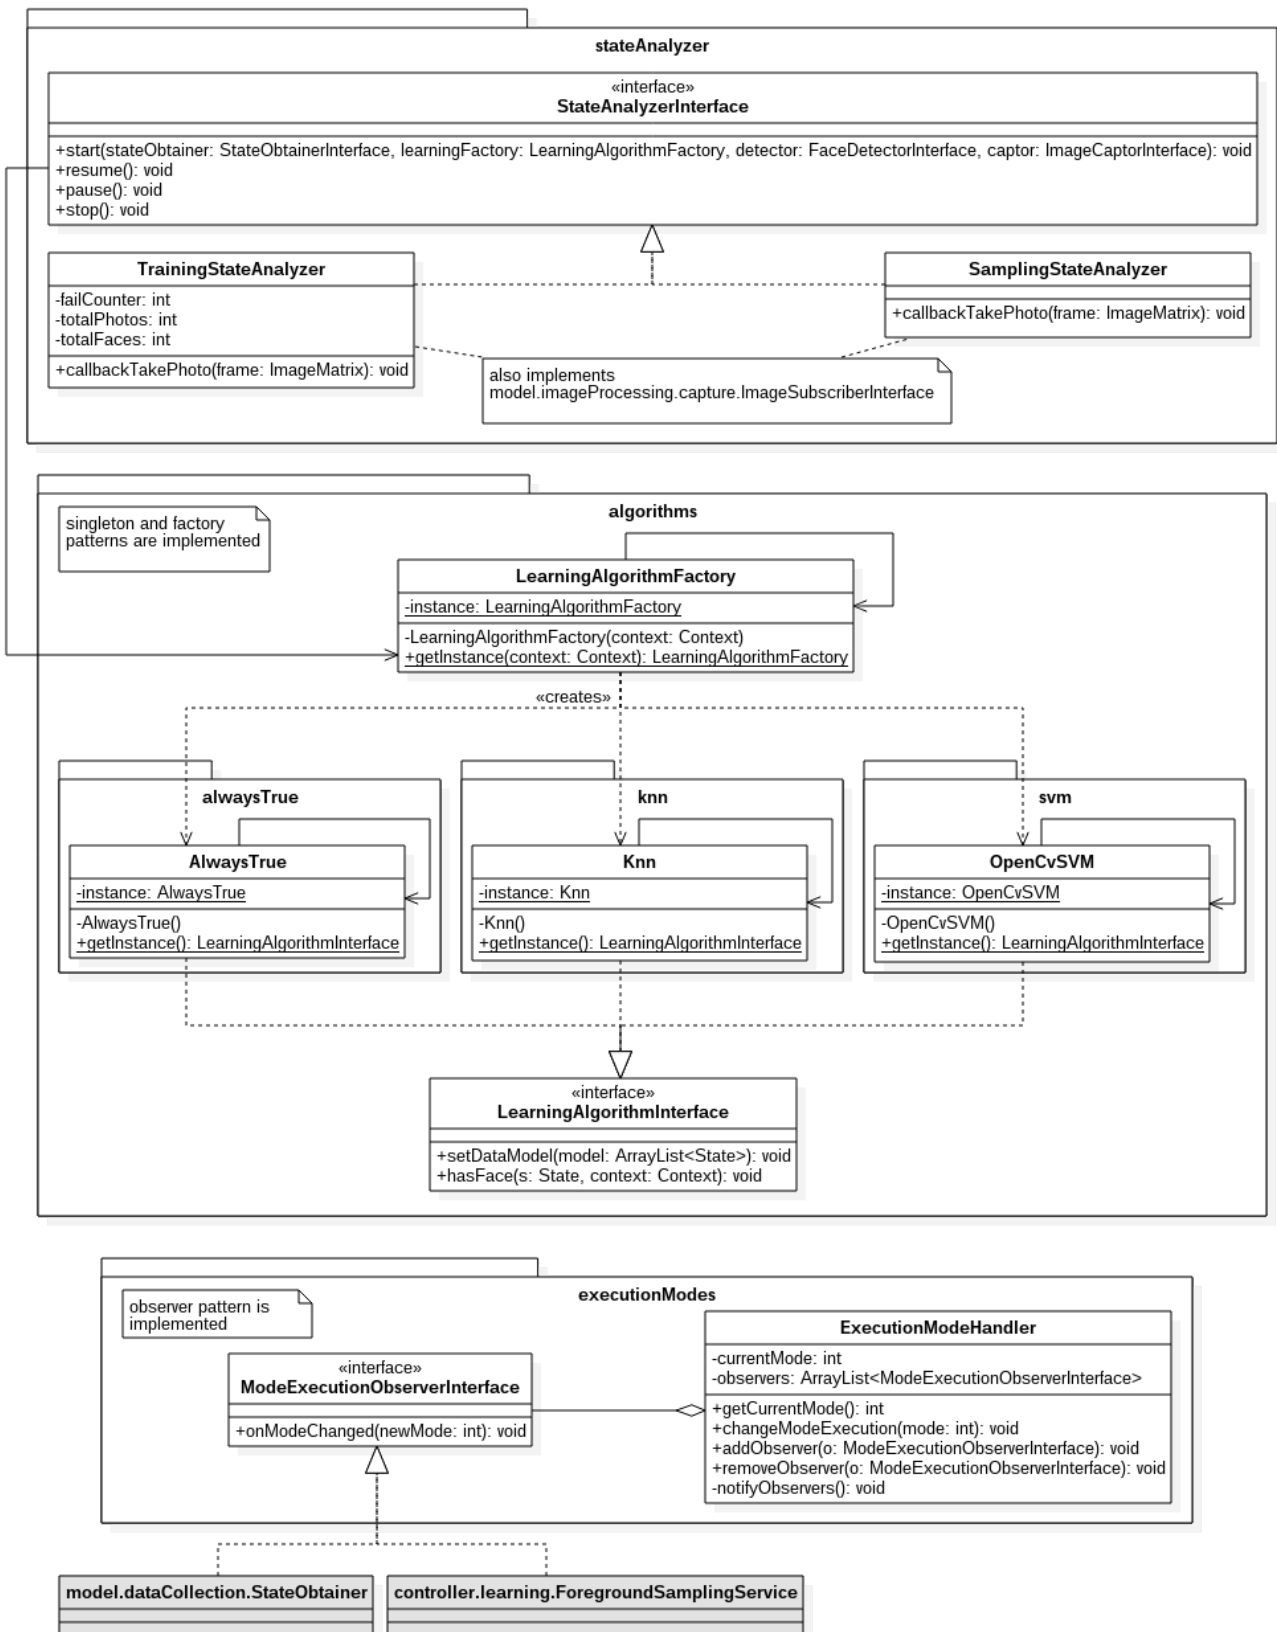 stateAnalyzer
«interface»
StateAnalyzerInterface
+start(stateObtainer: StateObtainerInterface, learningFactory: LearningAlgorithmFactory, detector: FaceDetectorInterface, captor: ImageCaptorInterface): void
+resume(): void
+pause(): void
+stop(): void
TrainingStateAnalyzer
-failCounter: int
-totalPhotos: int
-totalFaces: int
+callbackTakePhoto(frame: ImageMatrix): void
SamplingStateAnalyzer
+callbackTakePhoto(frame: ImageMatrix): void
also implements
model.imageProcessing.capture.ImageSubscriberInterface
algorithms
singleton and factory
patterns are implemented
LearningAlgorithmFactory
-instance: LearningAlgorithmFactory
-LearningAlgorithmFactory(context: Context)
+getInstance(context: Context): LearningAlgorithmFactory
«creates»
alwaysTrue
AlwaysTrue
-instance: AlwaysTrue
-AlwaysTrue()
+getInstance(): LearningAlgorithmInterface
knn
Knn
-instance: Knn
-Knn()
+getInstance(): LearningAlgorithmInterface
svm
OpenCvSVM
-instance: OpenCvSVM
-OpenCvSVM()
+getInstance(): LearningAlgorithmInterface
«interface»
LearningAlgorithmInterface
+setDataModel(model: ArrayList<State>): void
+hasFace(s: State, context: Context): void
executionModes
observer pattern is
implemented
«interface»
ModeExecutionObserverInterface
+onModeChanged(newMode: int): void
ExecutionModeHandler
-currentMode: int
-observers: ArrayList<ModeExecutionObserverInterface>
+getCurrentMode(): int
+changeModeExecution(mode: int): void
+addObserver(o: ModeExecutionObserverInterface): void
+removeObserver(o: ModeExecutionObserverInterface): void
-notifyObservers(): void
model.dataCollection.StateObtainer
controller.learning.ForegroundSamplingService